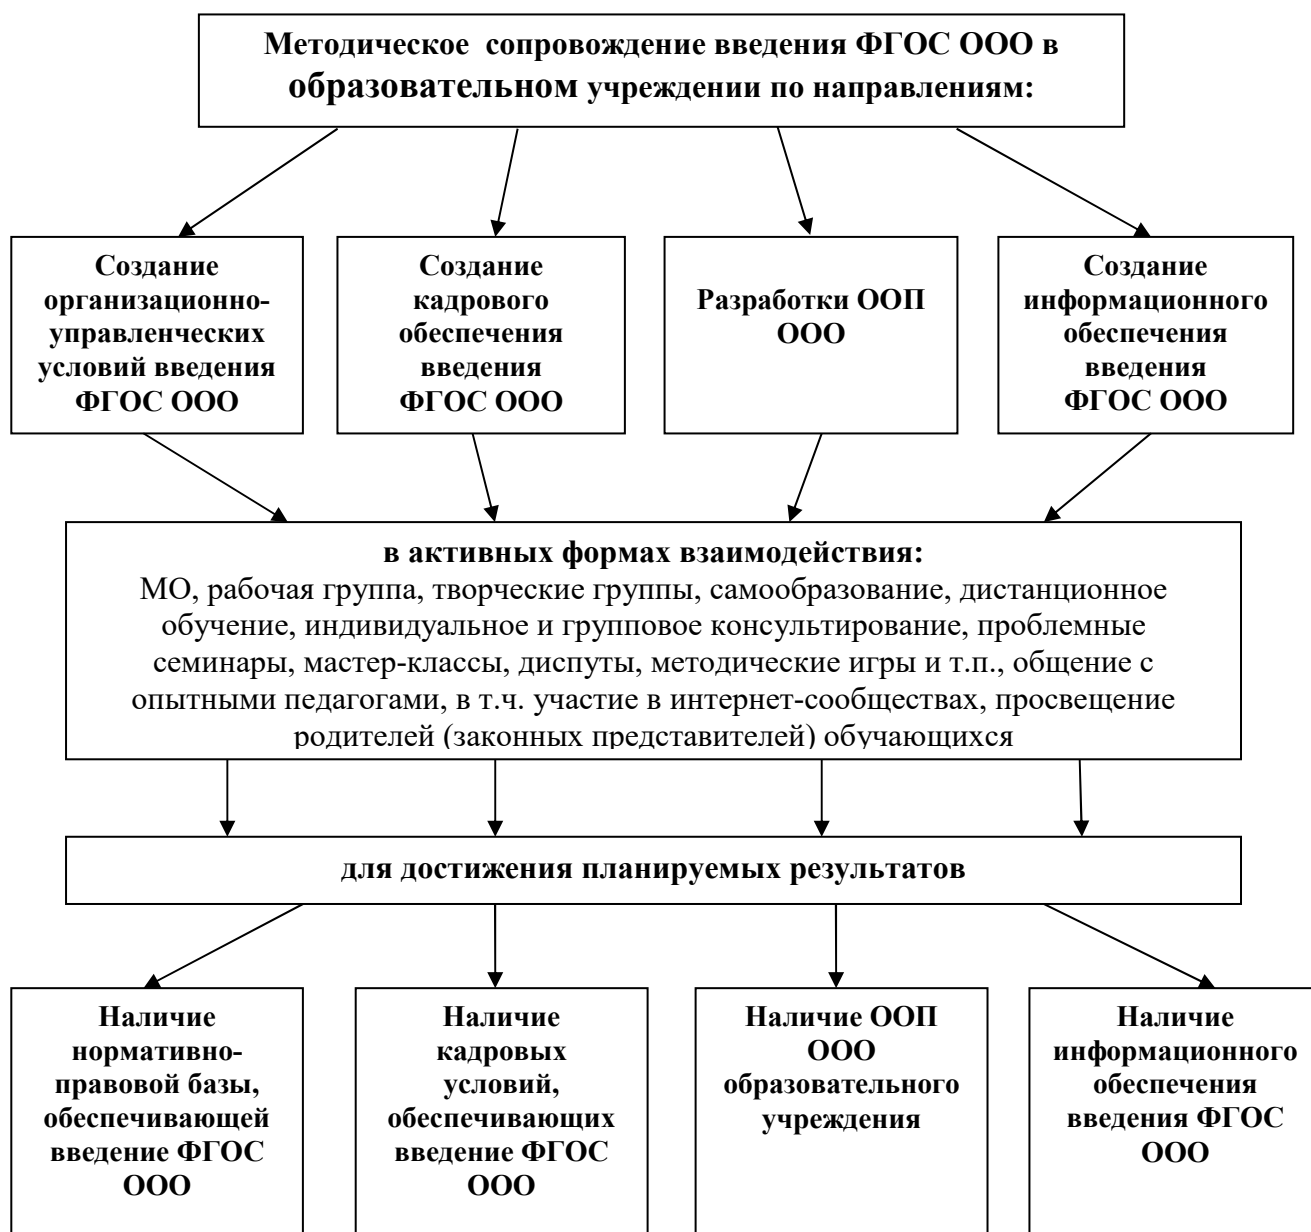 Методическое сопровождение введения ФГОС ООО в
образовательном учреждении по направлениям:
Создание
организационно-
управленческих
условий введения
ФГОС ООО
Создание
кадрового
обеспечения
введения
ФГОС ООО
Разработки ООП
ООО
Создание
информационного
обеспечения
введения
ФГОС ООО
в активных формах взаимодействия:
МО, рабочая группа, творческие группы, самообразование, дистанционное
обучение, индивидуальное и групповое консультирование, проблемные
семинары, мастер-классы, диспуты, методические игры и т.п., общение с
опытными педагогами, в т.ч. участие в интернет-сообществах, просвещение
родителей (законных представителей) обучающихся
для достижения планируемых результатов
Наличие
нормативно-
правовой базы,
обеспечивающей
введение ФГОС
ООО
Наличие
кадровых
условий,
обеспечивающих
введение ФГОС
ООО
Наличие ООП
ООО
образовательного
учреждения
Наличие
информационного
обеспечения
введения ФГОС
ООО